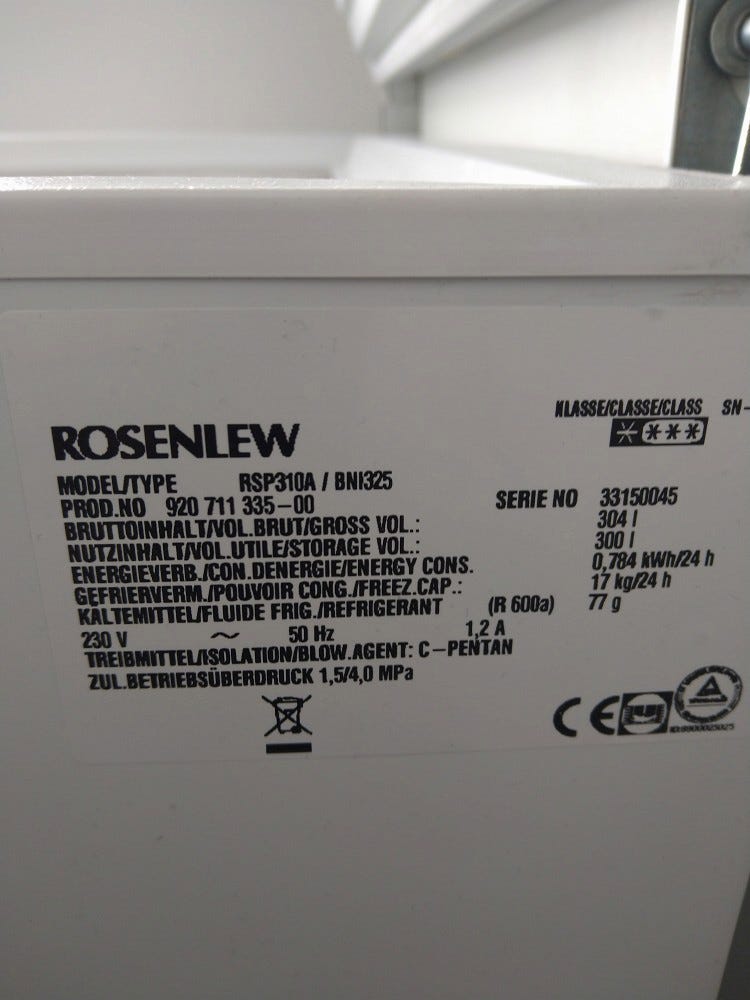 KLASSE/CLASSE/CLASS SN-
ROSENLEW
MODEL/TYPE RSP310A / BNI325
PROD.NO 920 711 335-00 SERIE NO 33150045
BRUTTOINHALT/VOL.BRUT/GROSS VOL.: 304 l
NUTZINHALT/VOL.UTILE/STORAGE VOL.: 300 l
ENERGIEVERB./CON.DENERGIE/ENERGY CONS. 0,784 kWh/24 h
GEFRIERVERM./POUVOIR CONG./FREEZ.CAP.: 17 kg/24 h
KALTEMITTEL/FLUIDE FRIG./REFRIGERANT (R 600a) 77 g
230 V ~ 50 Hz 1,2 A
TREIBMITTEL/ISOLATION/BLOW.AGENT: C-PENTAN
ZUL.BETRIEBSÜBERDRUCK 1,5/4,0 MPa
CE